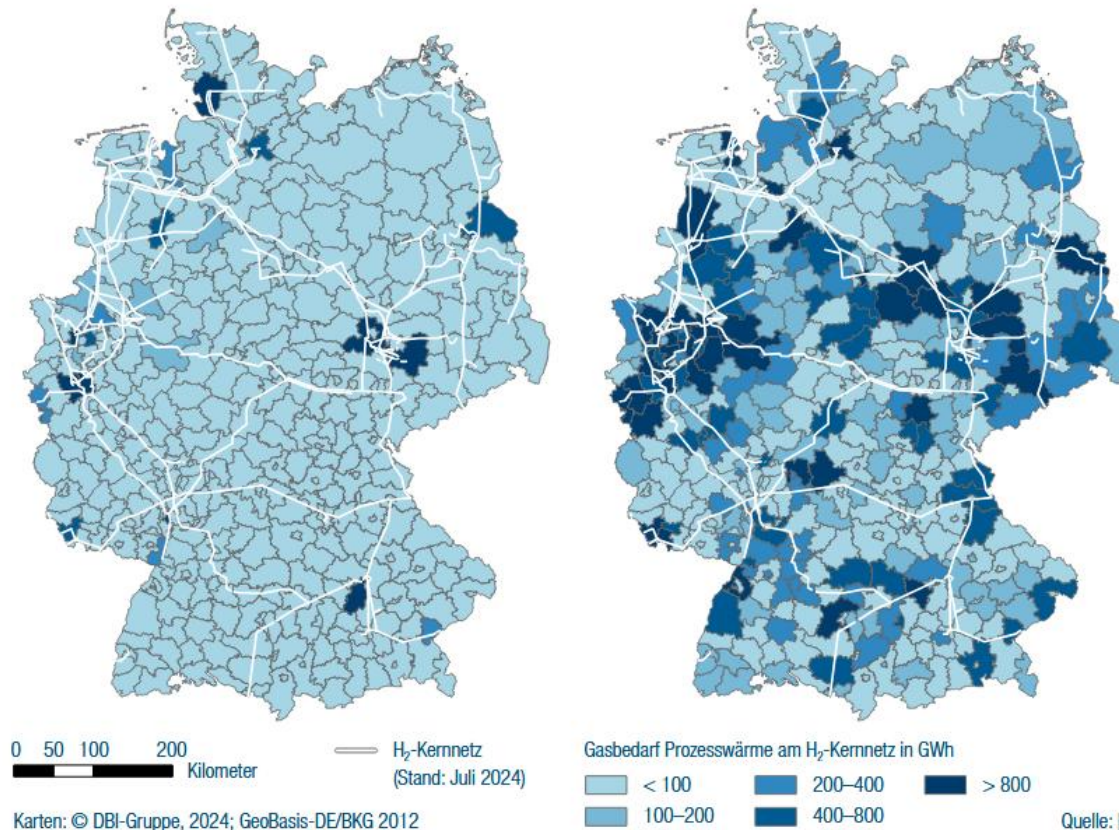 0 50 100 200
Kilometer
H₂-Kernnetz
(Stand: Juli 2024)
Gasbedarf Prozesswärme am H₂-Kernnetz in GWh
< 100
200–400
> 800
100–200
400–800
Karten: © DBI-Gruppe, 2024; GeoBasis-DE/BKG 2012
Quelle: